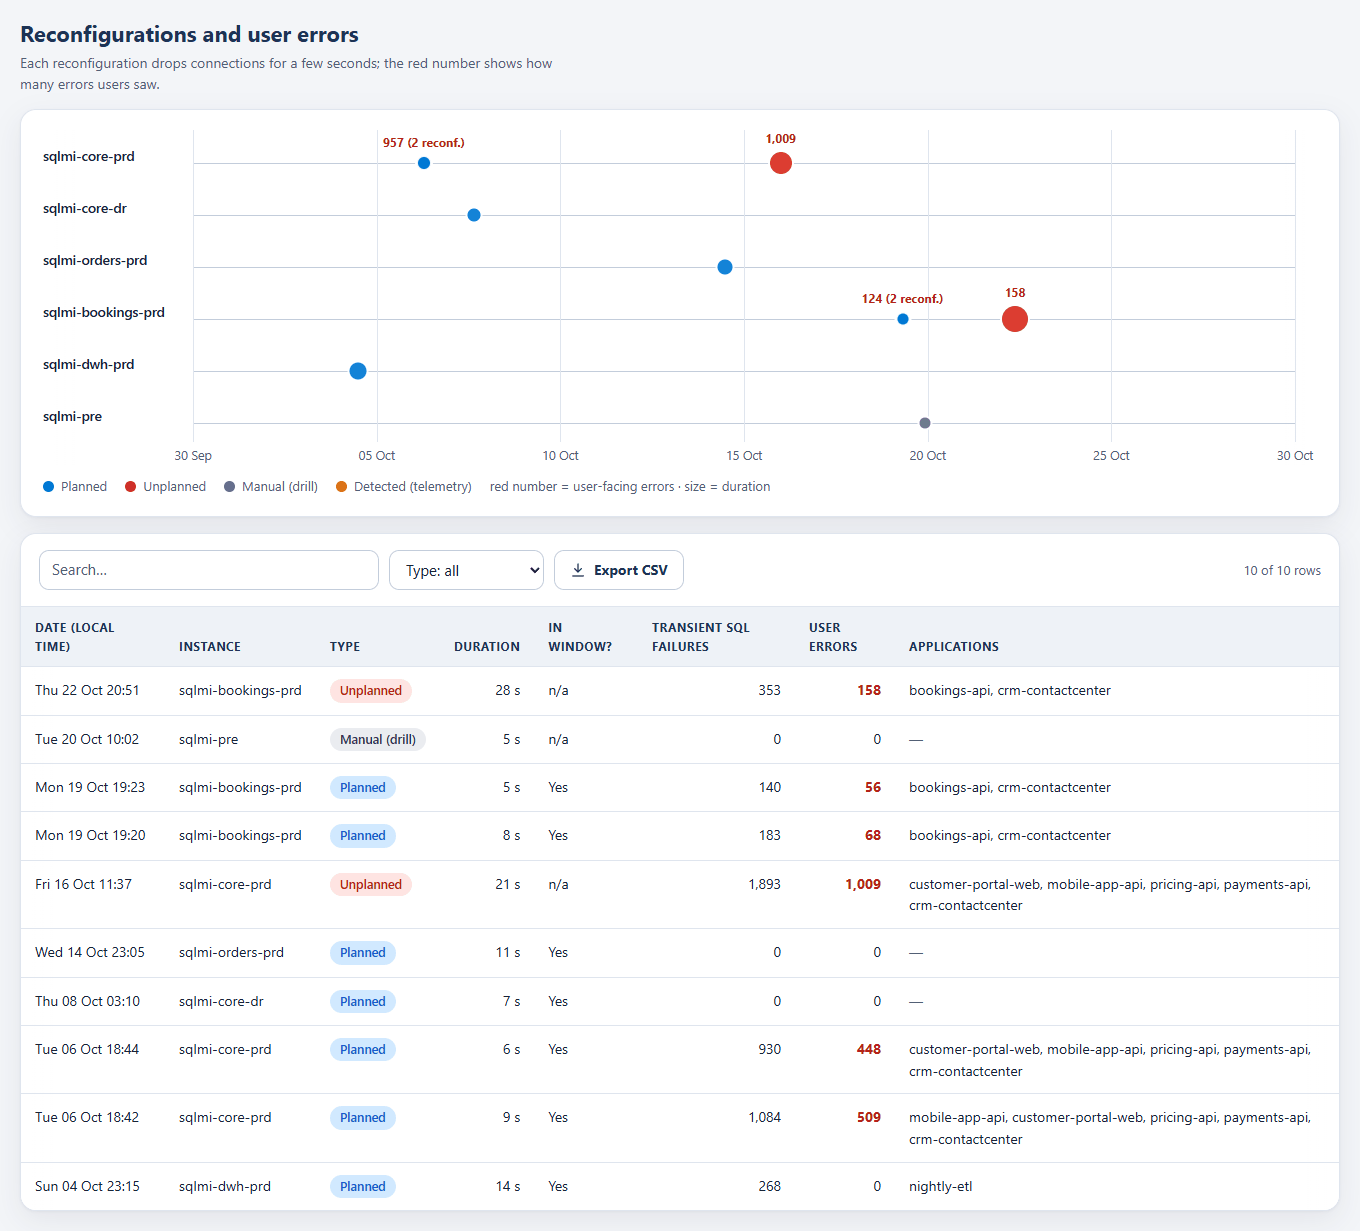 Reconfigurations and user errors
Each reconfiguration drops connections for a few seconds; the red number shows how
many errors users saw.
957 (2 reconf.)
1,009
sqlmi-core-prd
sqlmi-core-dr
sqlmi-orders-prd
124 (2 reconf.)
158
sqlmi-bookings-prd
sqlmi-dwh-prd
sqlmi-pre
30 Sep 05 Oct 10 Oct 15 Oct 20 Oct 25 Oct 30 Oct
Planned Unplanned Manual (drill) Detected (telemetry) red number = user-facing errors · size = duration
Search... Type: all Export CSV 10 of 10 rows
DATE (LOCAL TIME) INSTANCE TYPE DURATION IN WINDOW? TRANSIENT SQL FAILURES USER ERRORS APPLICATIONS
Thu 22 Oct 20:51 sqlmi-bookings-prd Unplanned 28 s n/a 353 158 bookings-api, crm-contactcenter
Tue 20 Oct 10:02 sqlmi-pre Manual (drill) 5 s n/a 0 0 —
Mon 19 Oct 19:23 sqlmi-bookings-prd Planned 5 s Yes 140 56 bookings-api, crm-contactcenter
Mon 19 Oct 19:20 sqlmi-bookings-prd Planned 8 s Yes 183 68 bookings-api, crm-contactcenter
Fri 16 Oct 11:37 sqlmi-core-prd Unplanned 21 s n/a 1,893 1,009 customer-portal-web, mobile-app-api, pricing-api, payments-api,
crm-contactcenter
Wed 14 Oct 23:05 sqlmi-orders-prd Planned 11 s Yes 0 0 —
Thu 08 Oct 03:10 sqlmi-core-dr Planned 7 s Yes 0 0 —
Tue 06 Oct 18:44 sqlmi-core-prd Planned 6 s Yes 930 448 customer-portal-web, mobile-app-api, pricing-api, payments-api,
crm-contactcenter
Tue 06 Oct 18:42 sqlmi-core-prd Planned 9 s Yes 1,084 509 mobile-app-api, customer-portal-web, pricing-api, payments-api,
crm-contactcenter
Sun 04 Oct 23:15 sqlmi-dwh-prd Planned 14 s Yes 268 0 nightly-etl